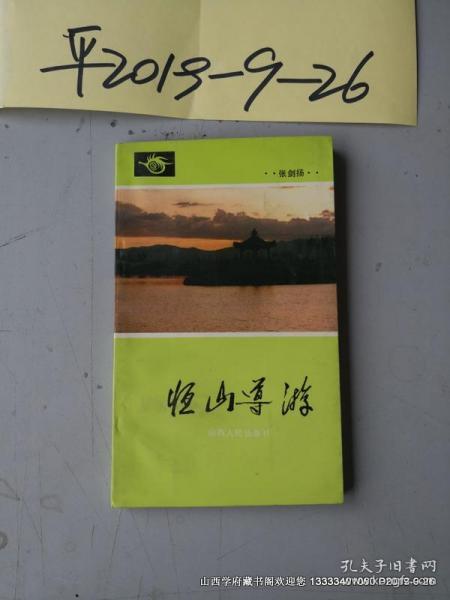 平2019-9-26
··张剑扬··
恒山导游
山西人民出版社
山西学府藏书阁欢迎您
孔夫子旧书网